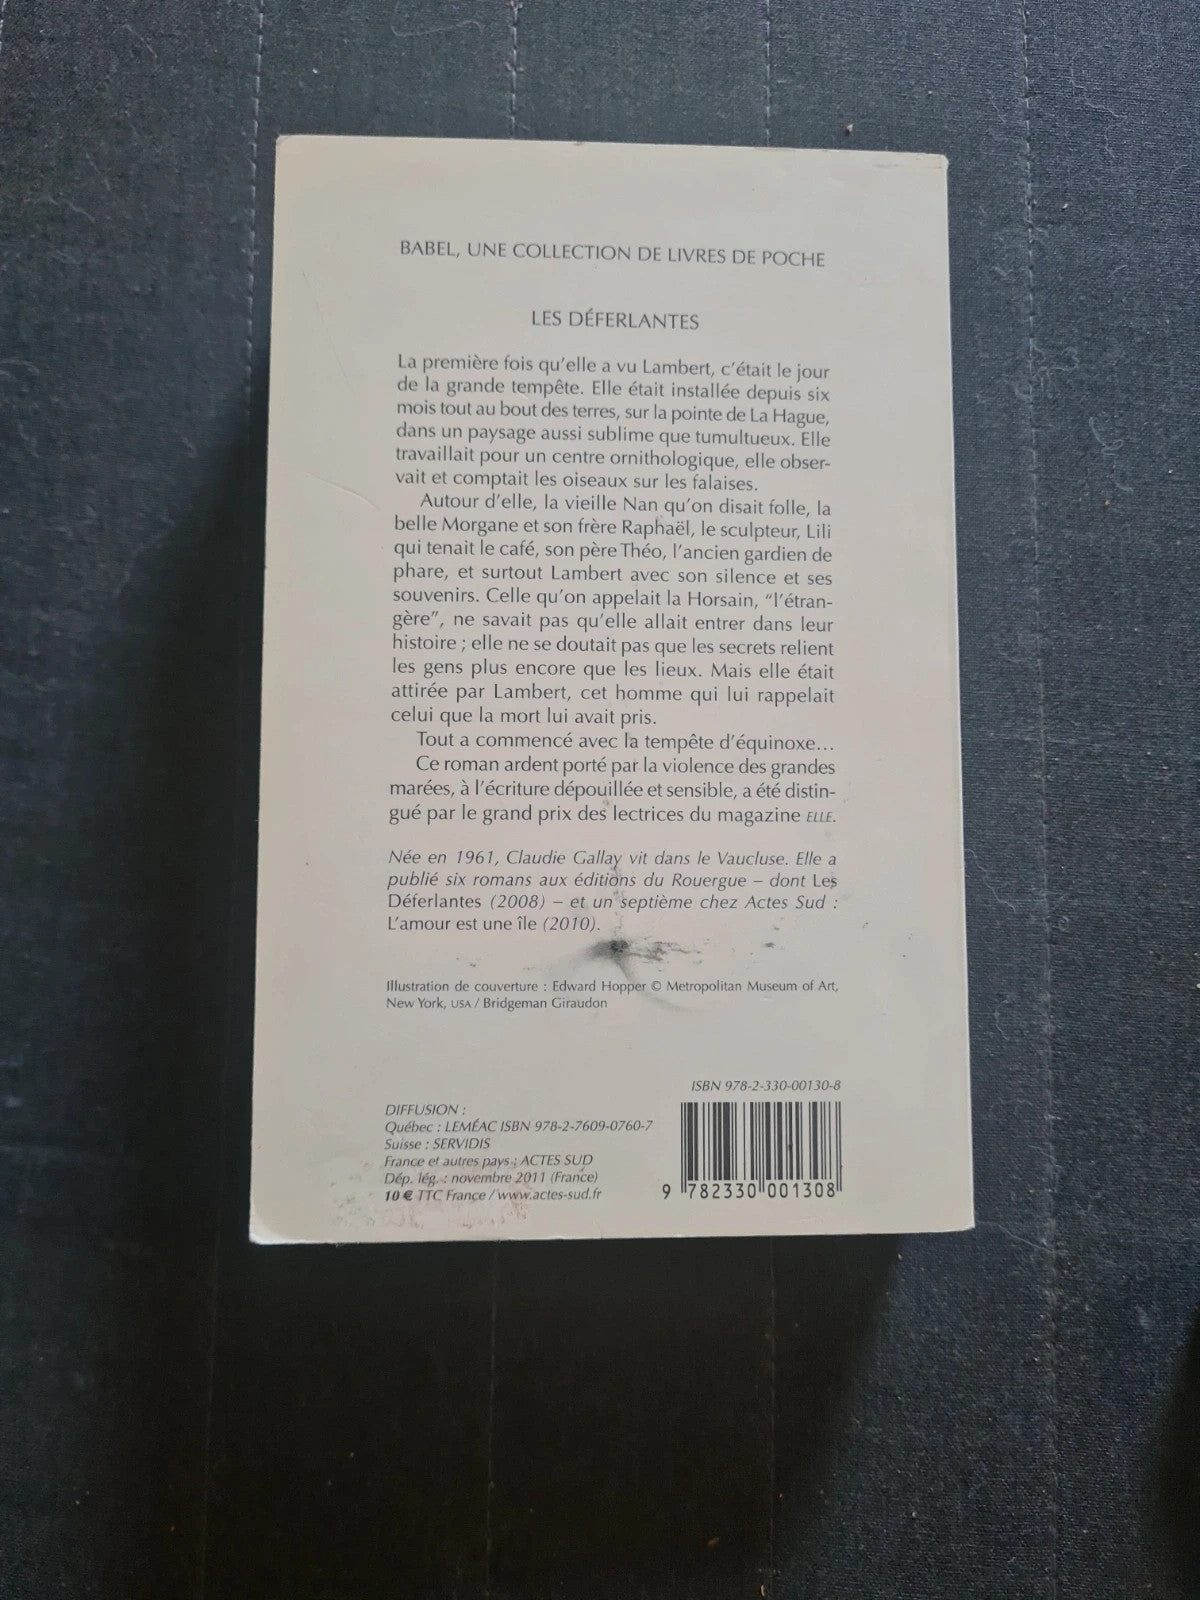 BABEL, UNE COLLECTION DE LIVRES DE POCHE
LES DÉFERLANTES
La première fois qu'elle a vu Lambert, c'était le jour
de la grande tempête. Elle était installée depuis six
mois tout au bout des terres, sur la pointe de La Hague,
dans un paysage aussi sublime que tumultueux. Elle
travaillait pour un centre ornithologique, elle obser-
vait et comptait les oiseaux sur les falaises.
Autour d'elle, la vieille Nan qu'on disait folle, la
belle Morgane et son frère Raphaël, le sculpteur, Lili
qui tenait le café, son père Théo, l'ancien gardien de
phare, et surtout Lambert avec son silence et ses
souvenirs. Celle qu'on appelait la Horsain, “l'étran-
gère”, ne savait pas qu'elle allait entrer dans leur
histoire ; elle ne se doutait pas que les secrets relient
les gens plus encore que les lieux. Mais elle était
attirée par Lambert, cet homme qui lui rappelait
celui que la mort lui avait pris.
Tout a commencé avec la tempête d'équinoxe...
Ce roman ardent porté par la violence des grandes
marées, à l'écriture dépouillée et sensible, a été distin-
gué par le grand prix des lectrices du magazine ELLE.
Née en 1961, Claudie Gallay vit dans le Vaucluse. Elle a
publié six romans aux éditions du Rouergue – dont Les
Déferlantes (2008) – et un septième chez Actes Sud :
L'amour est une île (2010).
Illustration de couverture : Edward Hopper © Metropolitan Museum of Art,
New York, USA / Bridgeman Giraudon
ISBN 978-2-330-00130-8
DIFFUSION :
Québec : LEMÉAC ISBN 978-2-7609-0760-7
Suisse : SERVIDIS
France et autres pays : ACTES SUD
Dép. lég. : novembre 2011 (France)
10 € TTC France / www.actes-sud.fr
9 782330 001308